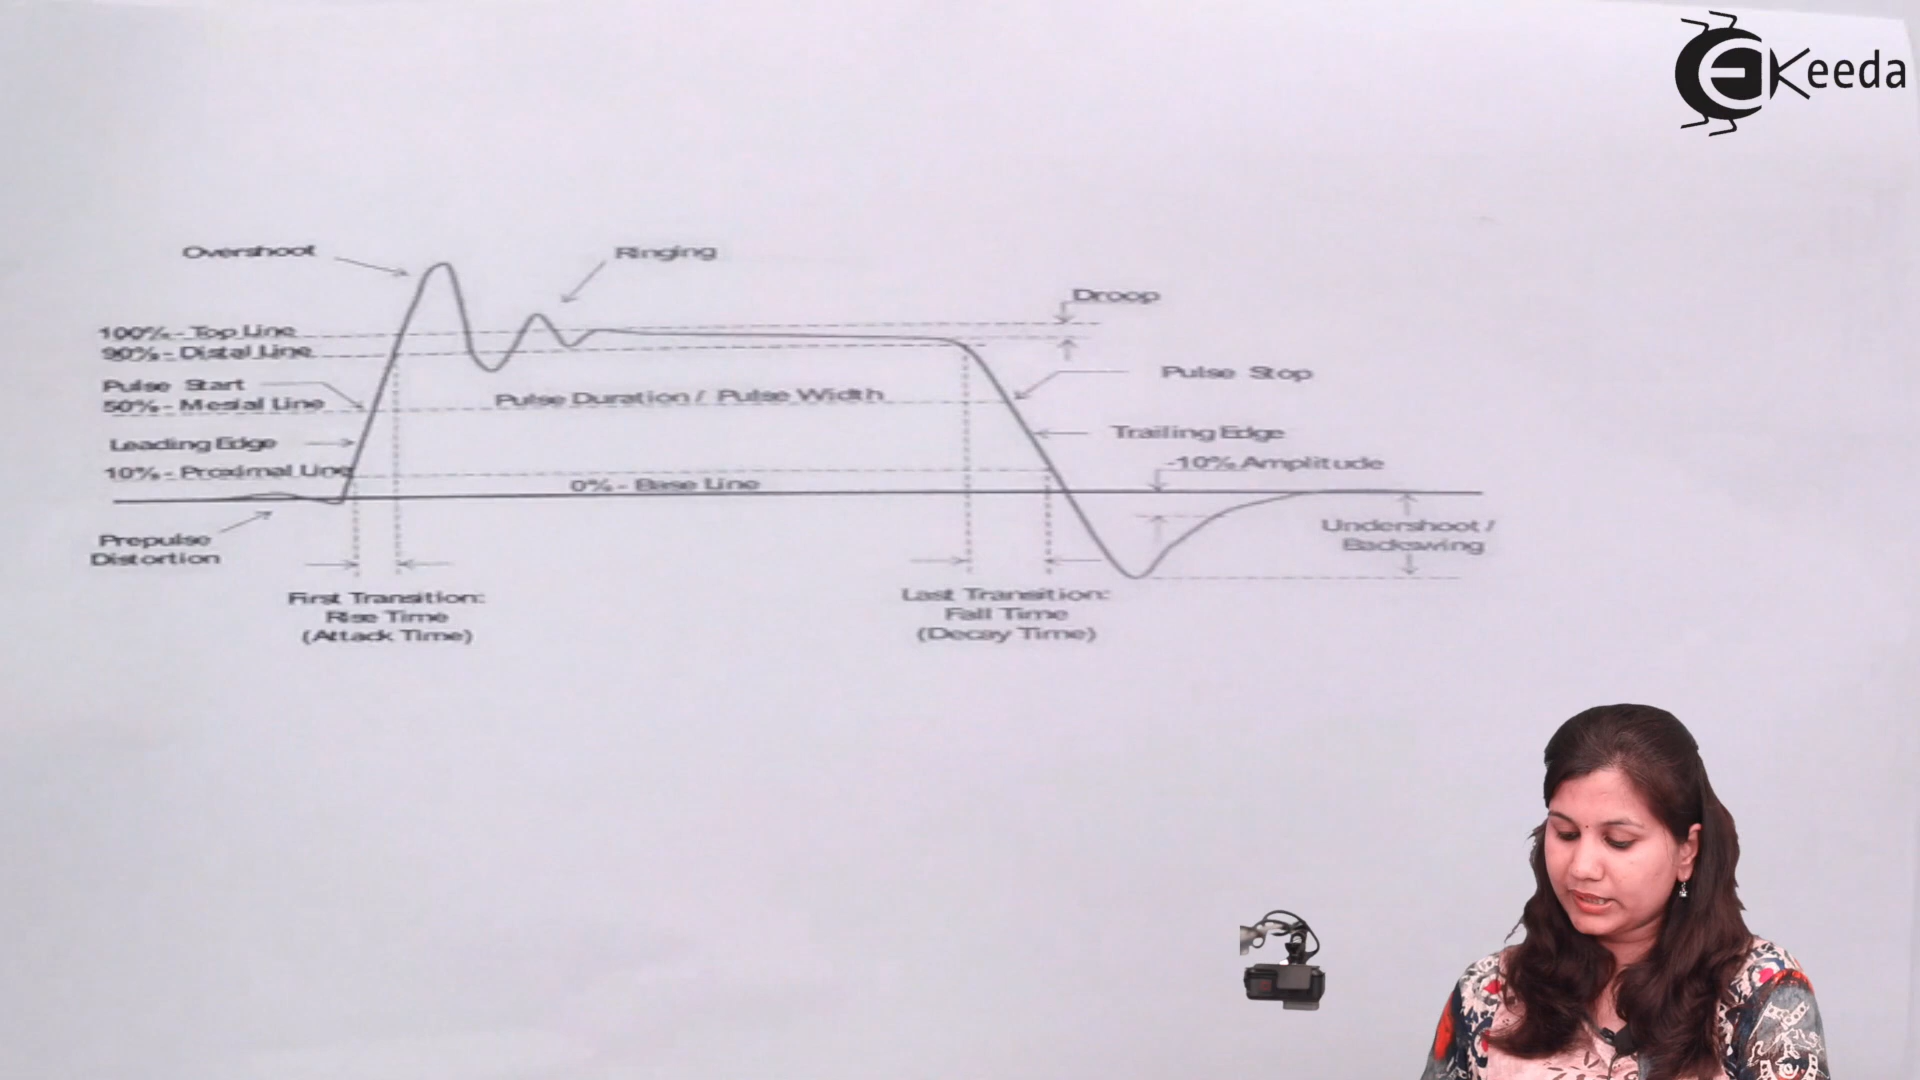 EKeeda
Overshoot
Ringing
Droop
100% - Top Line
90% - Distal Line
Pulse Start
50% - Mesial Line
Pulse Duration / Pulse Width
Pulse Stop
Leading Edge
Trailing Edge
10% - Proximal Line
-10% Amplitude
0% - Base Line
Prepulse
Distortion
Undershoot /
Backswing
First Transition:
Rise Time
(Attack Time)
Last Transition:
Fall Time
(Decay Time)